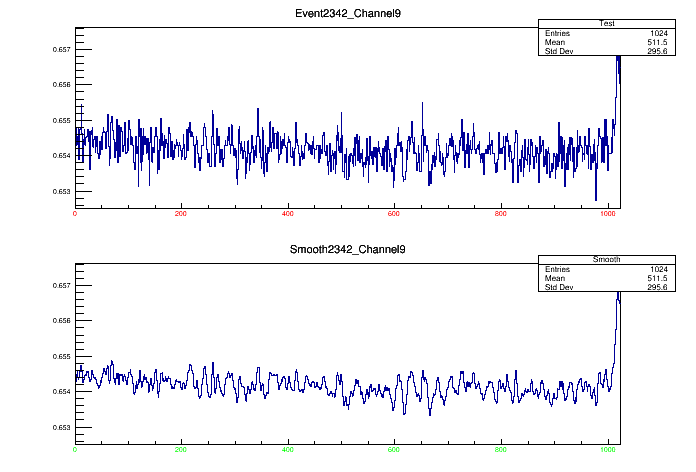 Event2342_Channel9
Test
Entries 1024
Mean 511.5
Std Dev 295.6
0.657
0.656
0.655
0.654
0.653
0 200 400 600 800 1000
Smooth2342_Channel9
Smooth
Entries 1024
Mean 511.5
Std Dev 295.6
0.657
0.656
0.655
0.654
0.653
0 200 400 600 800 1000